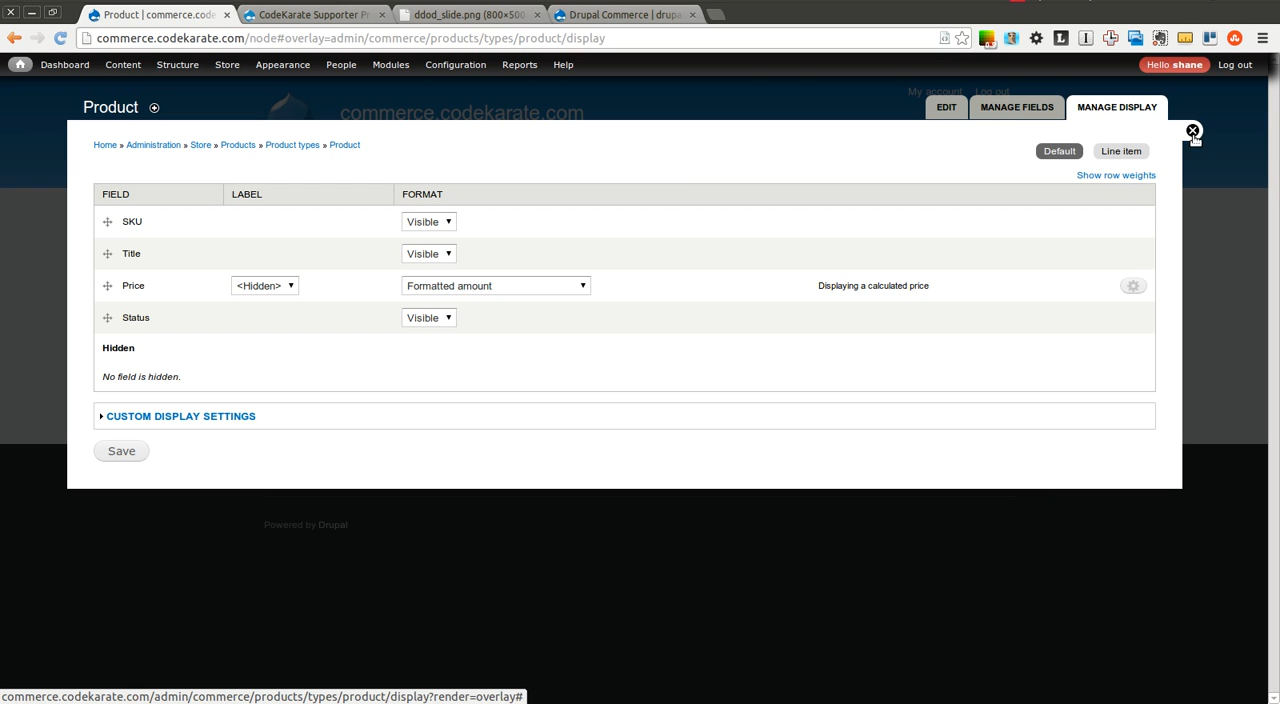 Product | commerce.code
CodeKarate Supporter Pr
ddod_slide.png (800×500
Drupal Commerce | drupa
commerce.codekarate.com/node#overlay=admin/commerce/products/types/product/display
Dashboard Content Structure Store Appearance People Modules Configuration Reports Help Hello shane Log out
My account Log out
commerce.codekarate.com
Product
EDIT MANAGE FIELDS MANAGE DISPLAY
Home » Administration » Store » Products » Product types » Product
Default Line item
Show row weights
FIELD LABEL FORMAT
SKU Visible
Title Visible
Price <Hidden> Formatted amount Displaying a calculated price
Status Visible
Hidden
No field is hidden.
CUSTOM DISPLAY SETTINGS
Save
Powered by Drupal
commerce.codekarate.com/admin/commerce/products/types/product/display?render=overlay#